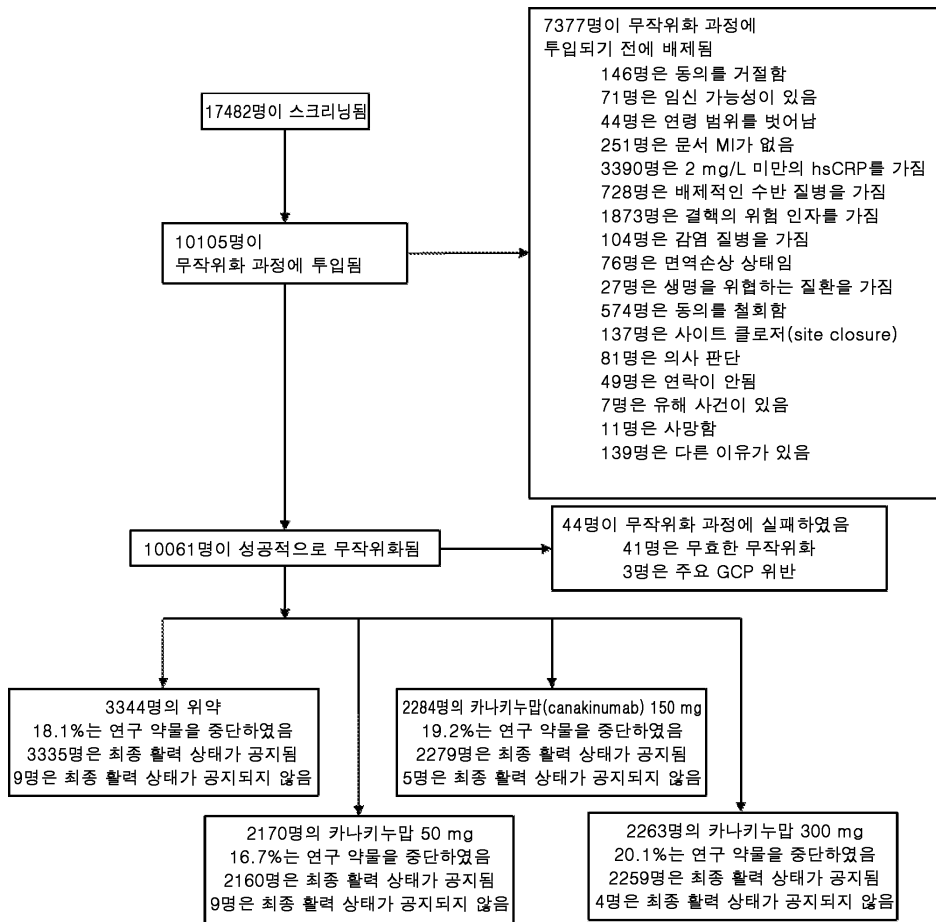 17482명이 스크리닝됨
7377명이 무작위화 과정에
투입되기 전에 배제됨
146명은 동의를 거절함
71명은 임신 가능성이 있음
44명은 연령 범위를 벗어남
251명은 문서 MI가 없음
3390명은 2 mg/L 미만의 hsCRP를 가짐
728명은 배제적인 수반 질병을 가짐
1873명은 결핵의 위험 인자를 가짐
104명은 감염 질병을 가짐
76명은 면역손상 상태임
27명은 생명을 위협하는 질환을 가짐
574명은 동의를 철회함
137명은 사이트 클로저(site closure)
81명은 의사 판단
49명은 연락이 안됨
7명은 유해 사건이 있음
11명은 사망함
139명은 다른 이유가 있음
10105명이
무작위화 과정에 투입됨
10061명이 성공적으로 무작위화됨
44명이 무작위화 과정에 실패하였음
41명은 무효한 무작위화
3명은 주요 GCP 위반
3344명의 위약
18.1%는 연구 약물을 중단하였음
3335명은 최종 활력 상태가 공지됨
9명은 최종 활력 상태가 공지되지 않음
2284명의 카나키누맙(canakinumab) 150 mg
19.2%는 연구 약물을 중단하였음
2279명은 최종 활력 상태가 공지됨
5명은 최종 활력 상태가 공지되지 않음
2170명의 카나키누맙 50 mg
16.7%는 연구 약물을 중단하였음
2160명은 최종 활력 상태가 공지됨
9명은 최종 활력 상태가 공지되지 않음
2263명의 카나키누맙 300 mg
20.1%는 연구 약물을 중단하였음
2259명은 최종 활력 상태가 공지됨
4명은 최종 활력 상태가 공지되지 않음